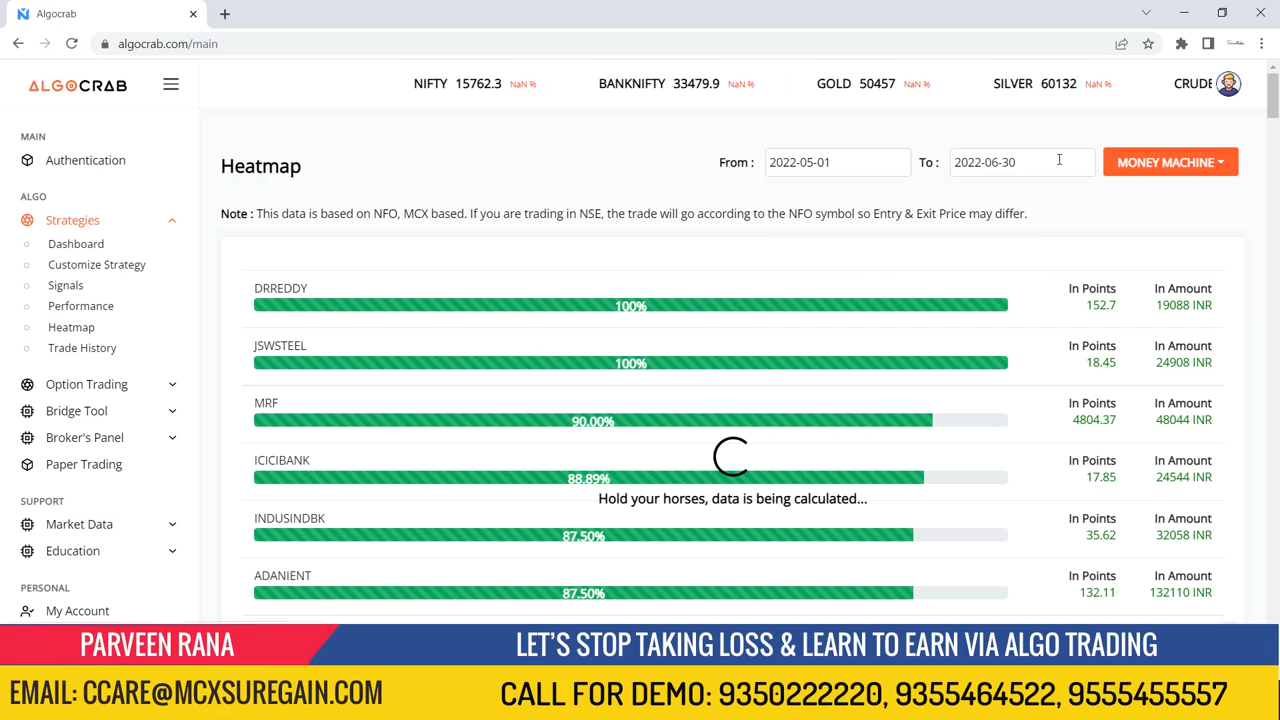 Algocrab
algocrab.com/main
ALGOCRAB
NIFTY 15762.3 NaN % BANKNIFTY 33479.9 NaN % GOLD 50457 NaN % SILVER 60132 NaN % CRUDE
MAIN
Authentication
ALGO
Strategies
Dashboard
Customize Strategy
Signals
Performance
Heatmap
Trade History
Option Trading
Bridge Tool
Broker's Panel
Paper Trading
SUPPORT
Market Data
Education
PERSONAL
My Account
Heatmap
From : 2022-05-01 To : 2022-06-30 MONEY MACHINE
Note : This data is based on NFO, MCX based. If you are trading in NSE, the trade will go according to the NFO symbol so Entry & Exit Price may differ.
DRREDDY In Points In Amount
100% 152.7 19088 INR
JSWSTEEL In Points In Amount
100% 18.45 24908 INR
MRF In Points In Amount
90.00% 4804.37 48044 INR
ICICIBANK In Points In Amount
88.89% 17.85 24544 INR
Hold your horses, data is being calculated...
INDUSINDBK In Points In Amount
87.50% 35.62 32058 INR
ADANIENT In Points In Amount
87.50% 132.11 132110 INR
PARVEEN RANA LET'S STOP TAKING LOSS & LEARN TO EARN VIA ALGO TRADING
EMAIL: CCARE@MCXSUREGAIN.COM CALL FOR DEMO: 9350222220, 9355464522, 9555455557